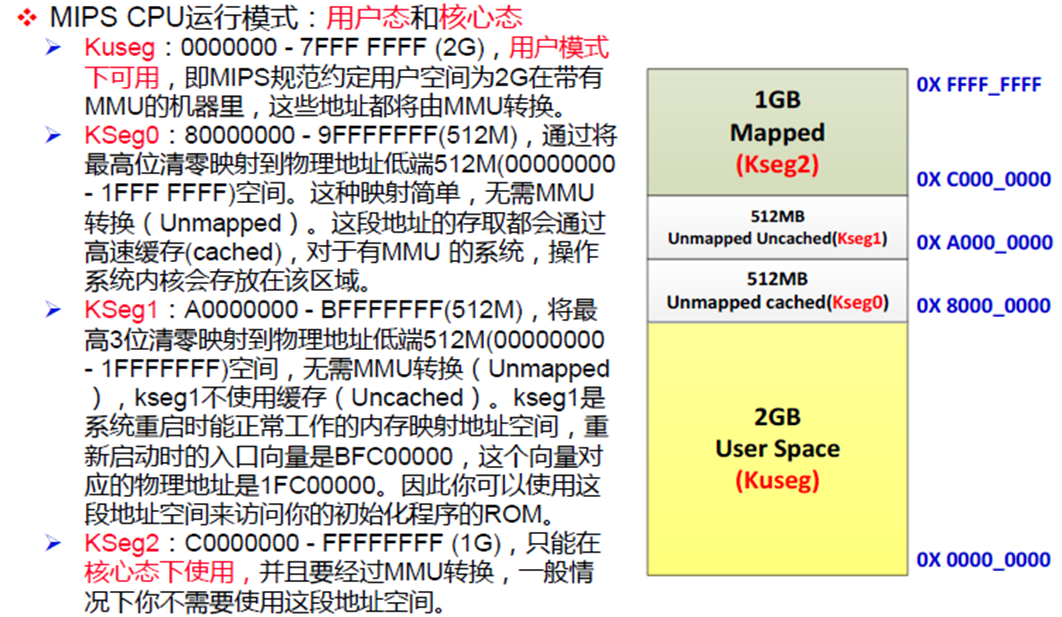 ❖ MIPS CPU运行模式：用户态和核心态
➢ Kuseg：0000000 - 7FFF FFFF (2G)，用户模式
下可用，即MIPS规范约定用户空间为2G在带有
MMU的机器里，这些地址都将由MMU转换。
➢ KSeg0：80000000 - 9FFFFFFF(512M)，通过将
最高位清零映射到物理地址低端512M(00000000
- 1FFF FFFF)空间。这种映射简单，无需MMU
转换（Unmapped）。这段地址的存取都会通过
高速缓存(cached)，对于有MMU 的系统，操作
系统内核会存放在该区域。
➢ KSeg1：A0000000 - BFFFFFFF(512M)，将最
高3位清零映射到物理地址低端512M(00000000
- 1FFFFFFF)空间，无需MMU转换（Unmapped
），kseg1不使用缓存（Uncached）。kseg1是
系统重启时能正常工作的内存映射地址空间，重
新启动时的入口向量是BFC00000，这个向量对
应的物理地址是1FC00000。因此你可以使用这
段地址空间来访问你的初始化程序的ROM。
➢ KSeg2：C0000000 - FFFFFFFF (1G)，只能在
核心态下使用，并且要经过MMU转换，一般情
况下你不需要使用这段地址空间。
0X FFFF_FFFF
1GB
Mapped
(Kseg2)
0X C000_0000
512MB
Unmapped Uncached(Kseg1)
0X A000_0000
512MB
Unmapped cached(Kseg0)
0X 8000_0000
2GB
User Space
(Kuseg)
0X 0000_0000